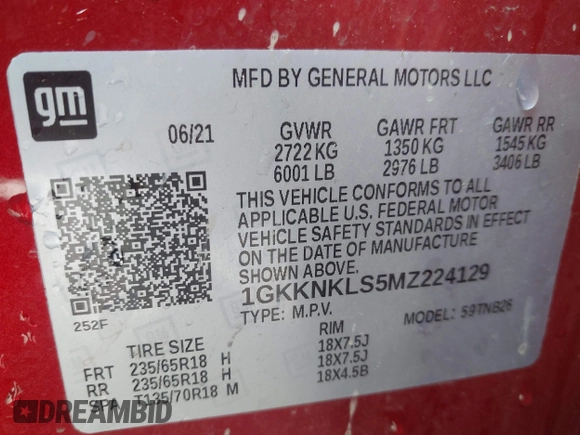 gm
MFD BY GENERAL MOTORS LLC
06/21 GVWR GAWR FRT GAWR RR
2722 KG 1350 KG 1545 KG
6001 LB 2976 LB 3406 LB
THIS VEHICLE CONFORMS TO ALL
APPLICABLE U.S. FEDERAL MOTOR
VEHICLE SAFETY STANDARDS IN EFFECT
ON THE DATE OF MANUFACTURE
SHOWN ABOVE.
252F
1GKKNKLS5MZ224129
TYPE: M.P.V. MODEL: 59TNB26
TIRE SIZE RIM
FRT 235/65R18 H 18X7.5J
RR 235/65R18 H 18X7.5J
SPA T135/70R18 M 18X4.5B
DREAMBID